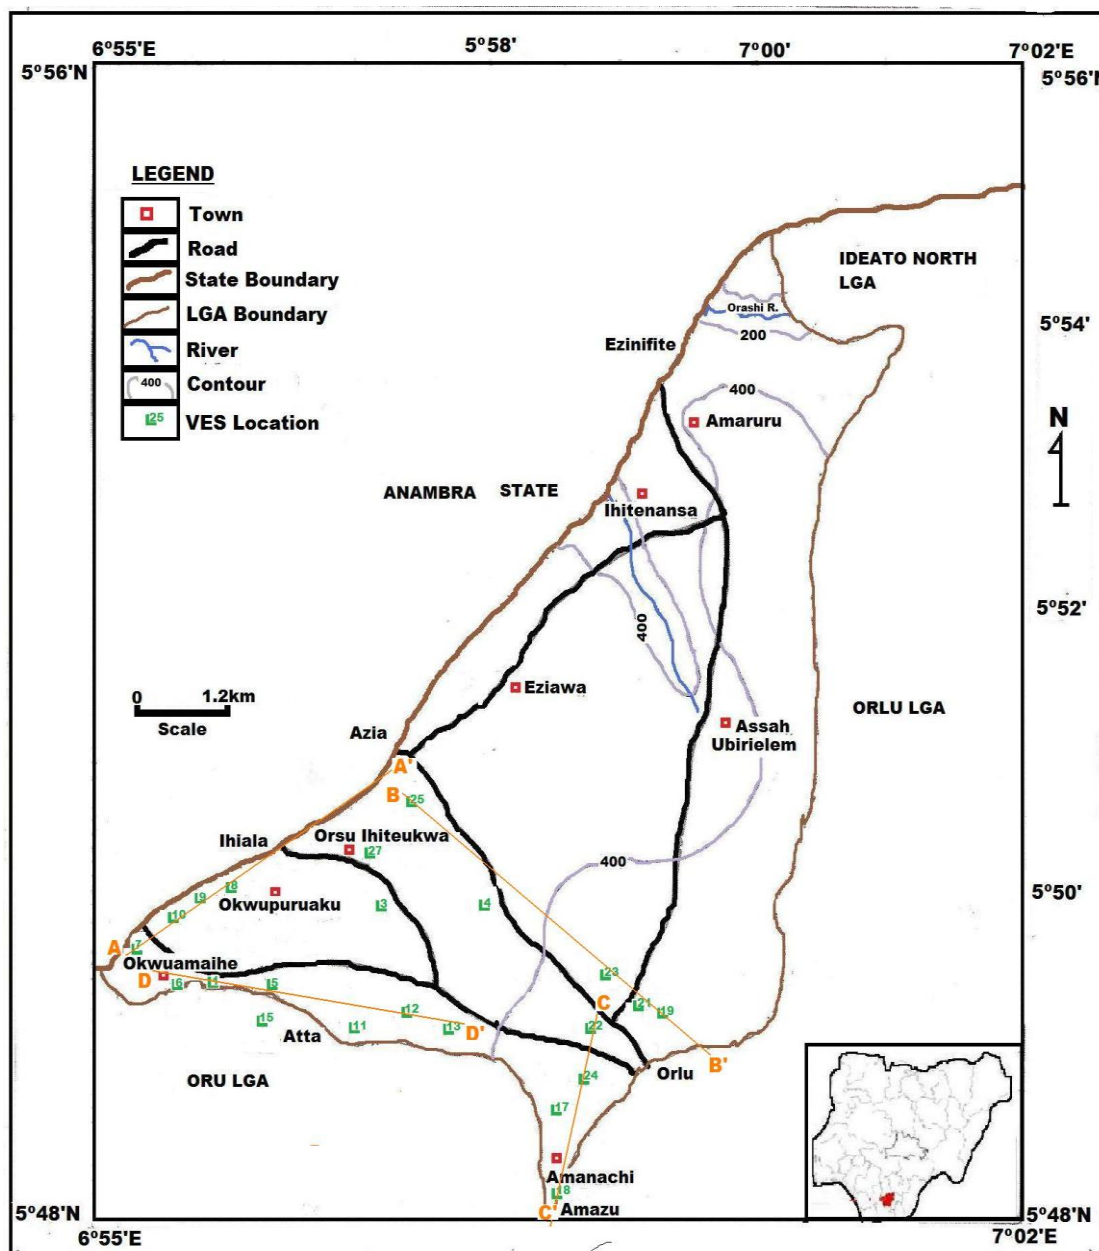 6°55'E
5°58'
7°00'
7°02'E
5°56'N
5°56'N
LEGEND
Town
Road
State Boundary
LGA Boundary
River
400
Contour
25
VES Location
IDEATO NORTH
LGA
Orashi R.
200
5°54'
Ezinifite
400
Amaruru
N
ANAMBRA STATE
Ihitenansa
5°52'
400
0 1.2km
Scale
Eziawa
ORLU LGA
Assah
Ubirielem
Azia
A'
B
25
Ihiala
Orsu Ihiteukwa
27
400
8
9
Okwupuruaku
3
4
5°50'
10
A
7
Okwuamaihe
D
6
1
5
23
C
21
19
12
15
Atta
11
13
D'
22
B'
Orlu
ORU LGA
24
17
Amanachi
18
C'
Amazu
5°48'N
5°48'N
6°55'E
7°02'E